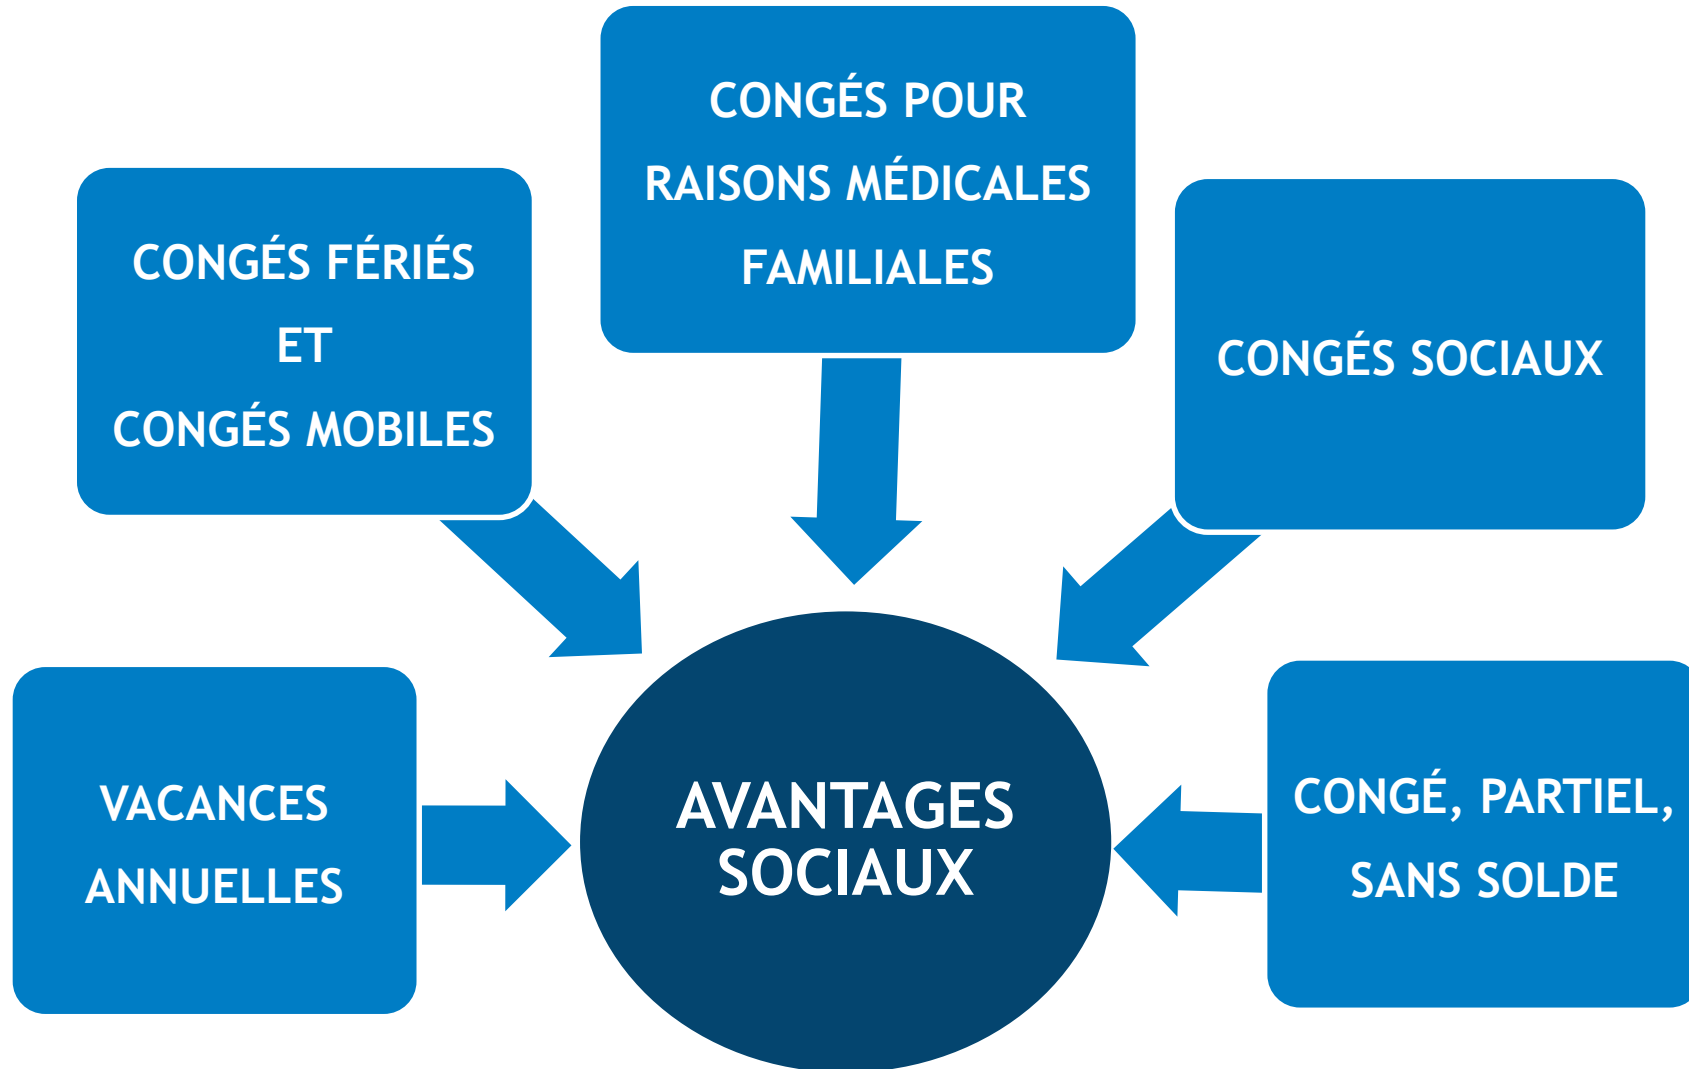 CONGÉS POUR
RAISONS MÉDICALES
FAMILIALES
CONGÉS FÉRIÉS
ET
CONGÉS MOBILES
CONGÉS SOCIAUX
VACANCES
ANNUELLES
AVANTAGES
SOCIAUX
CONGÉ, PARTIEL,
SANS SOLDE